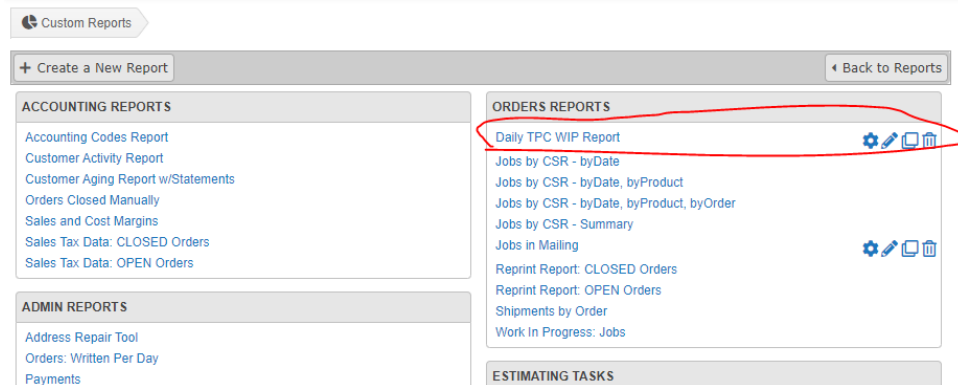 Custom Reports
+ Create a New Report
Back to Reports
ACCOUNTING REPORTS
Accounting Codes Report
Customer Activity Report
Customer Aging Report w/Statements
Orders Closed Manually
Sales and Cost Margins
Sales Tax Data: CLOSED Orders
Sales Tax Data: OPEN Orders
ADMIN REPORTS
Address Repair Tool
Orders: Written Per Day
Payments
ORDERS REPORTS
Daily TPC WIP Report
Jobs by CSR - byDate
Jobs by CSR - byDate, byProduct
Jobs by CSR - byDate, byProduct, byOrder
Jobs by CSR - Summary
Jobs in Mailing
Reprint Report: CLOSED Orders
Reprint Report: OPEN Orders
Shipments by Order
Work In Progress: Jobs
ESTIMATING TASKS